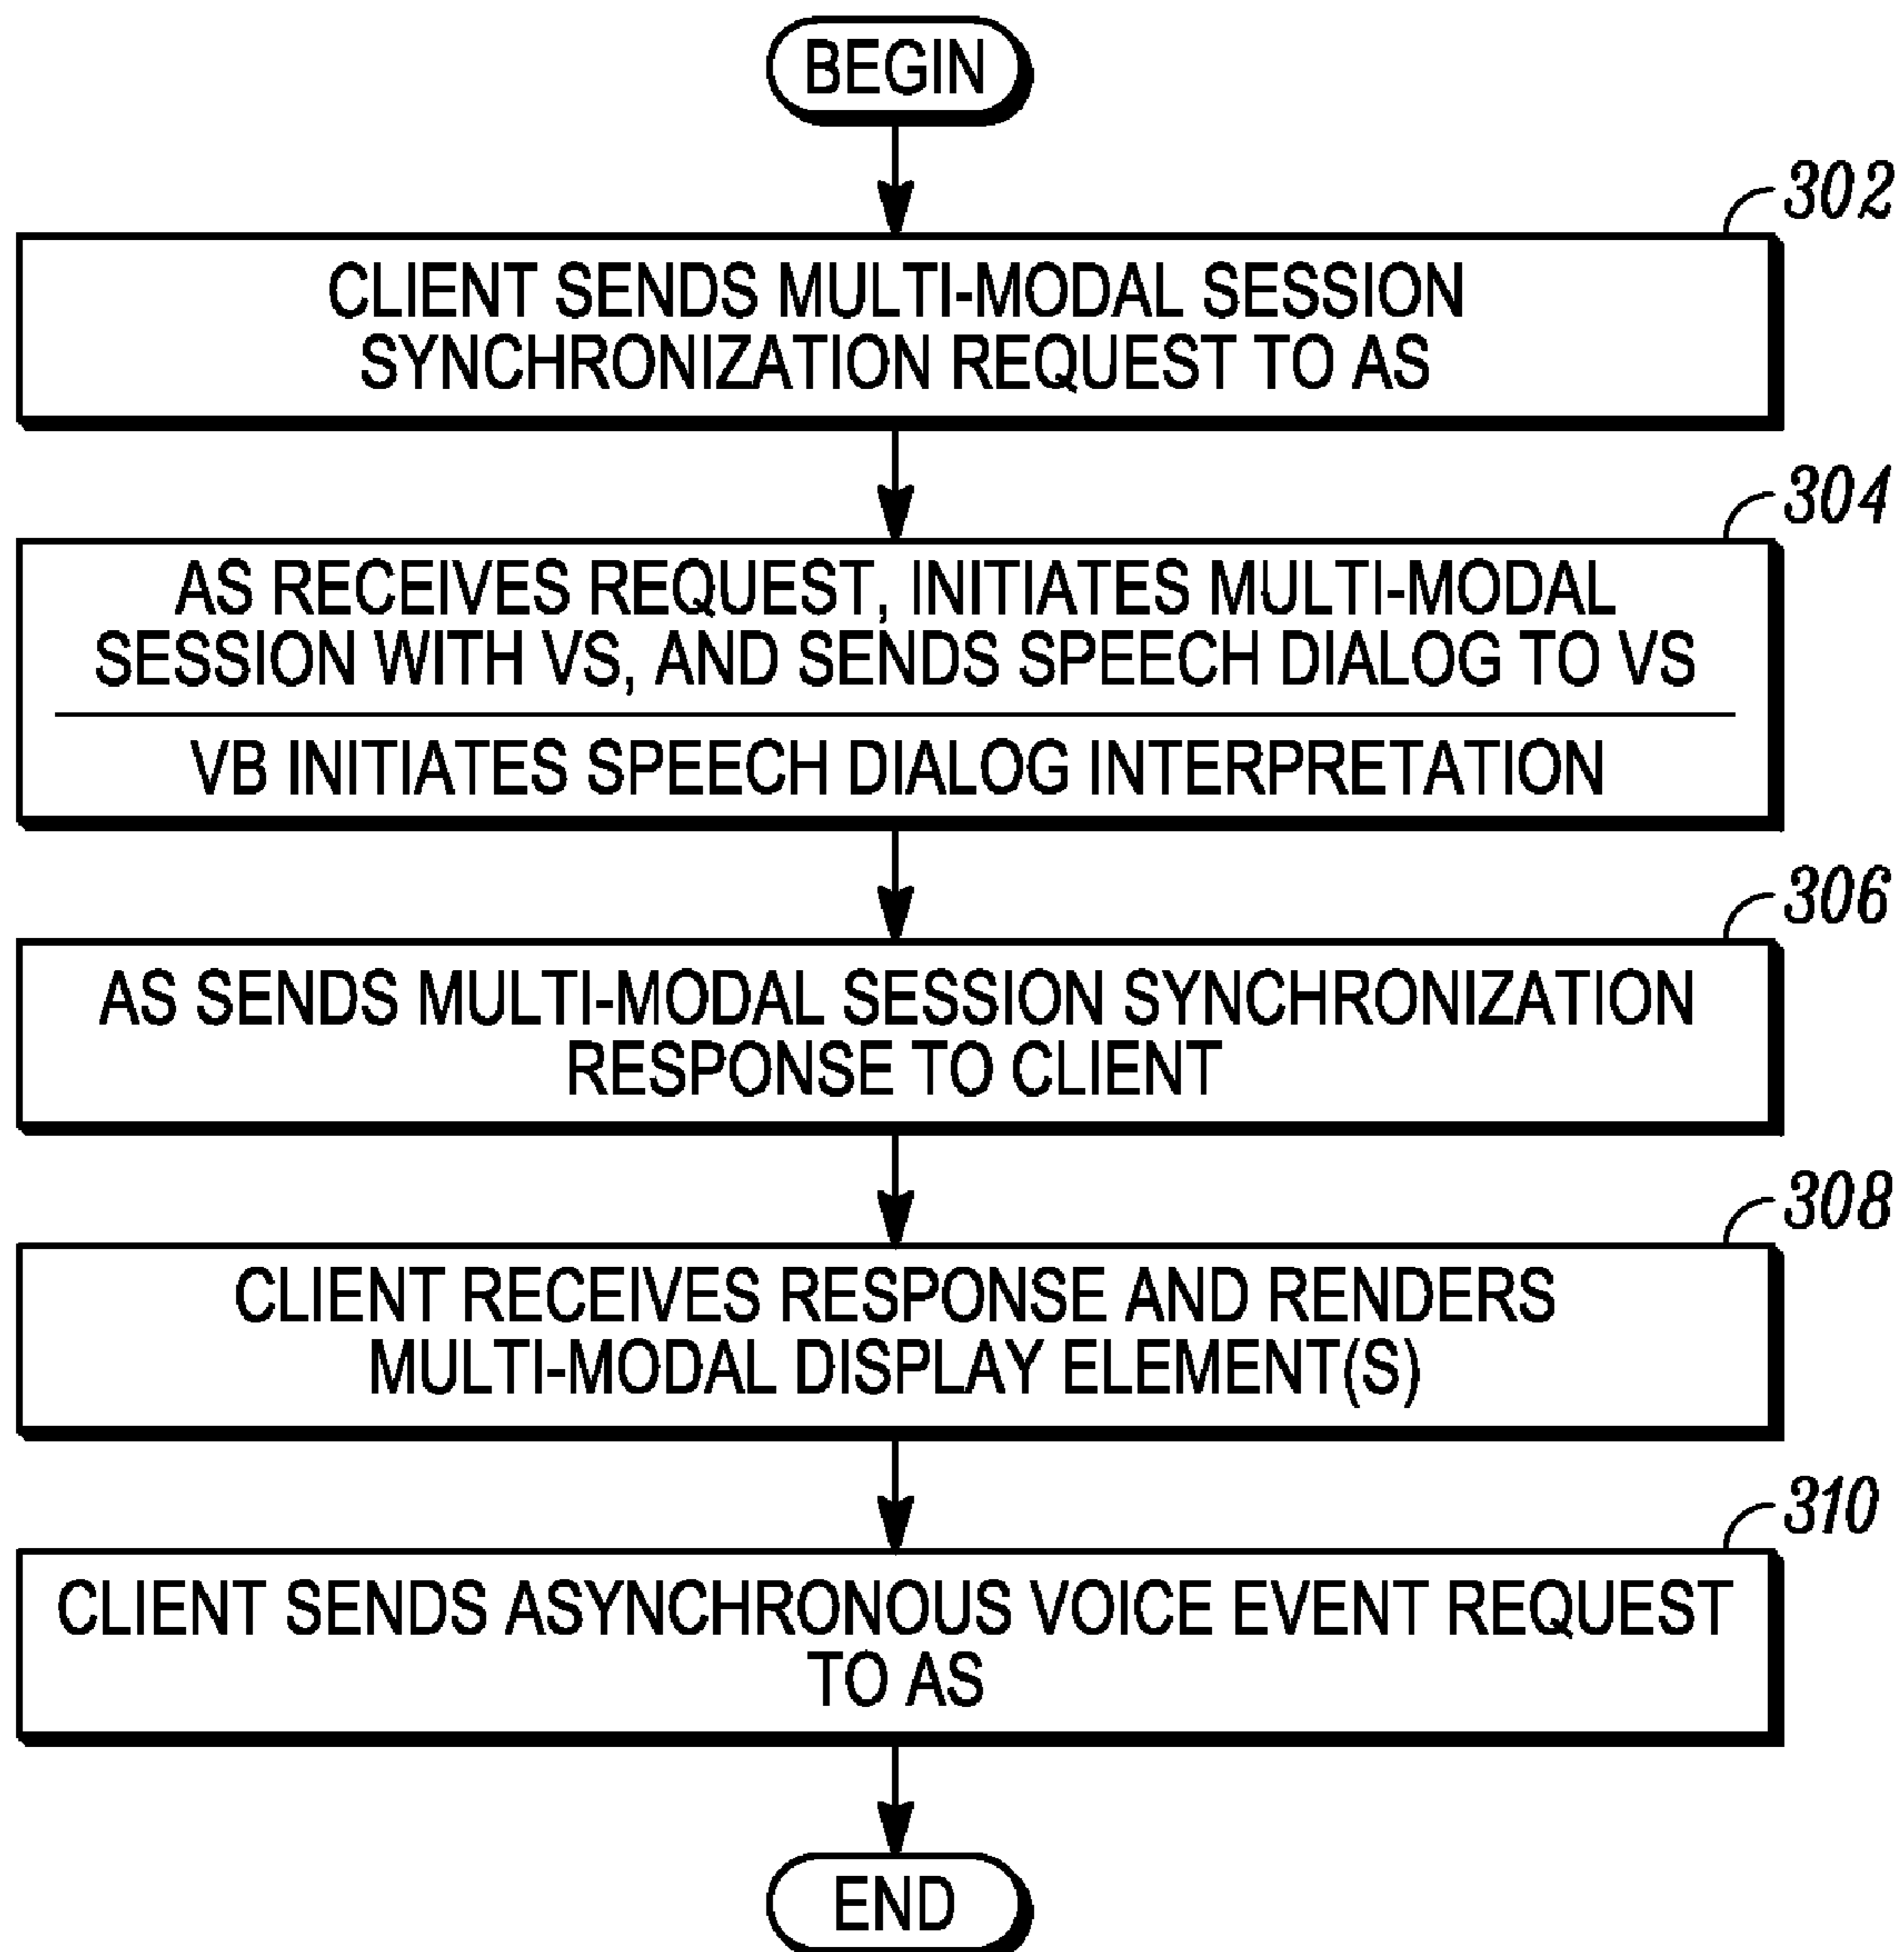 BEGIN
302
CLIENT SENDS MULTI-MODAL SESSION
SYNCHRONIZATION REQUEST TO AS
304
AS RECEIVES REQUEST, INITIATES MULTI-MODAL
SESSION WITH VS, AND SENDS SPEECH DIALOG TO VS
VB INITIATES SPEECH DIALOG INTERPRETATION
306
AS SENDS MULTI-MODAL SESSION SYNCHRONIZATION
RESPONSE TO CLIENT
308
CLIENT RECEIVES RESPONSE AND RENDERS
MULTI-MODAL DISPLAY ELEMENT(S)
310
CLIENT SENDS ASYNCHRONOUS VOICE EVENT REQUEST
TO AS
END